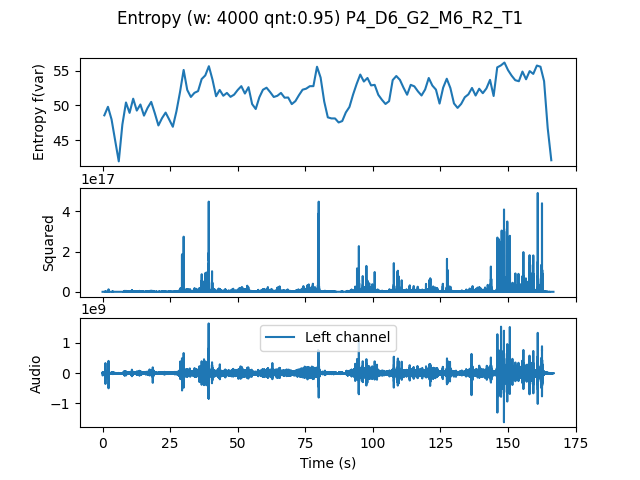 Entropy (w: 4000 qnt:0.95) P4_D6_G2_M6_R2_T1
55
50
45
Entropy f(var)
1e17
4
2
0
Squared
1e9
1
0
−1
Audio
Left channel
0 25 50 75 100 125 150 175
Time (s)